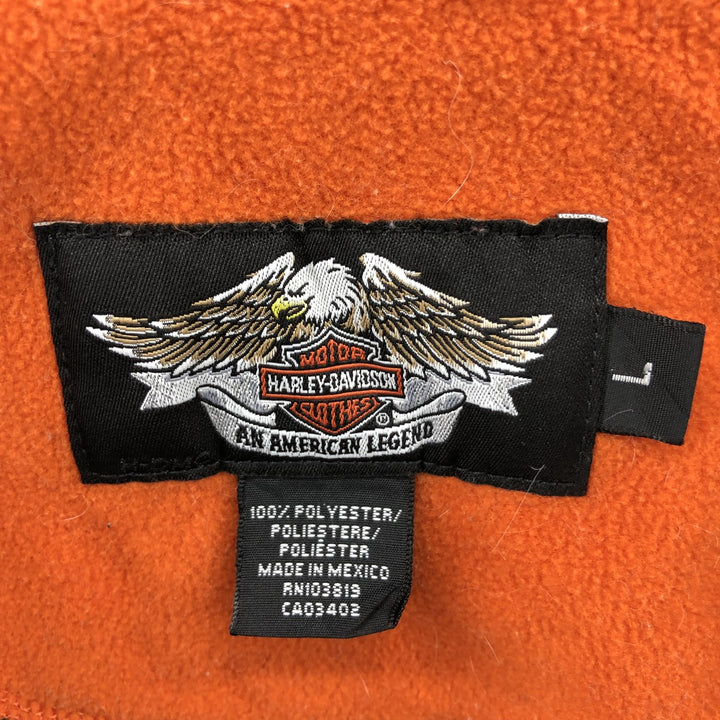 MOTOR
HARLEY-DAVIDSON
CLOTHES
®
AN AMERICAN LEGEND
L
100% POLYESTER/
POLIESTERE/
POLIÉSTER
MADE IN MEXICO
RN103819
CA03402